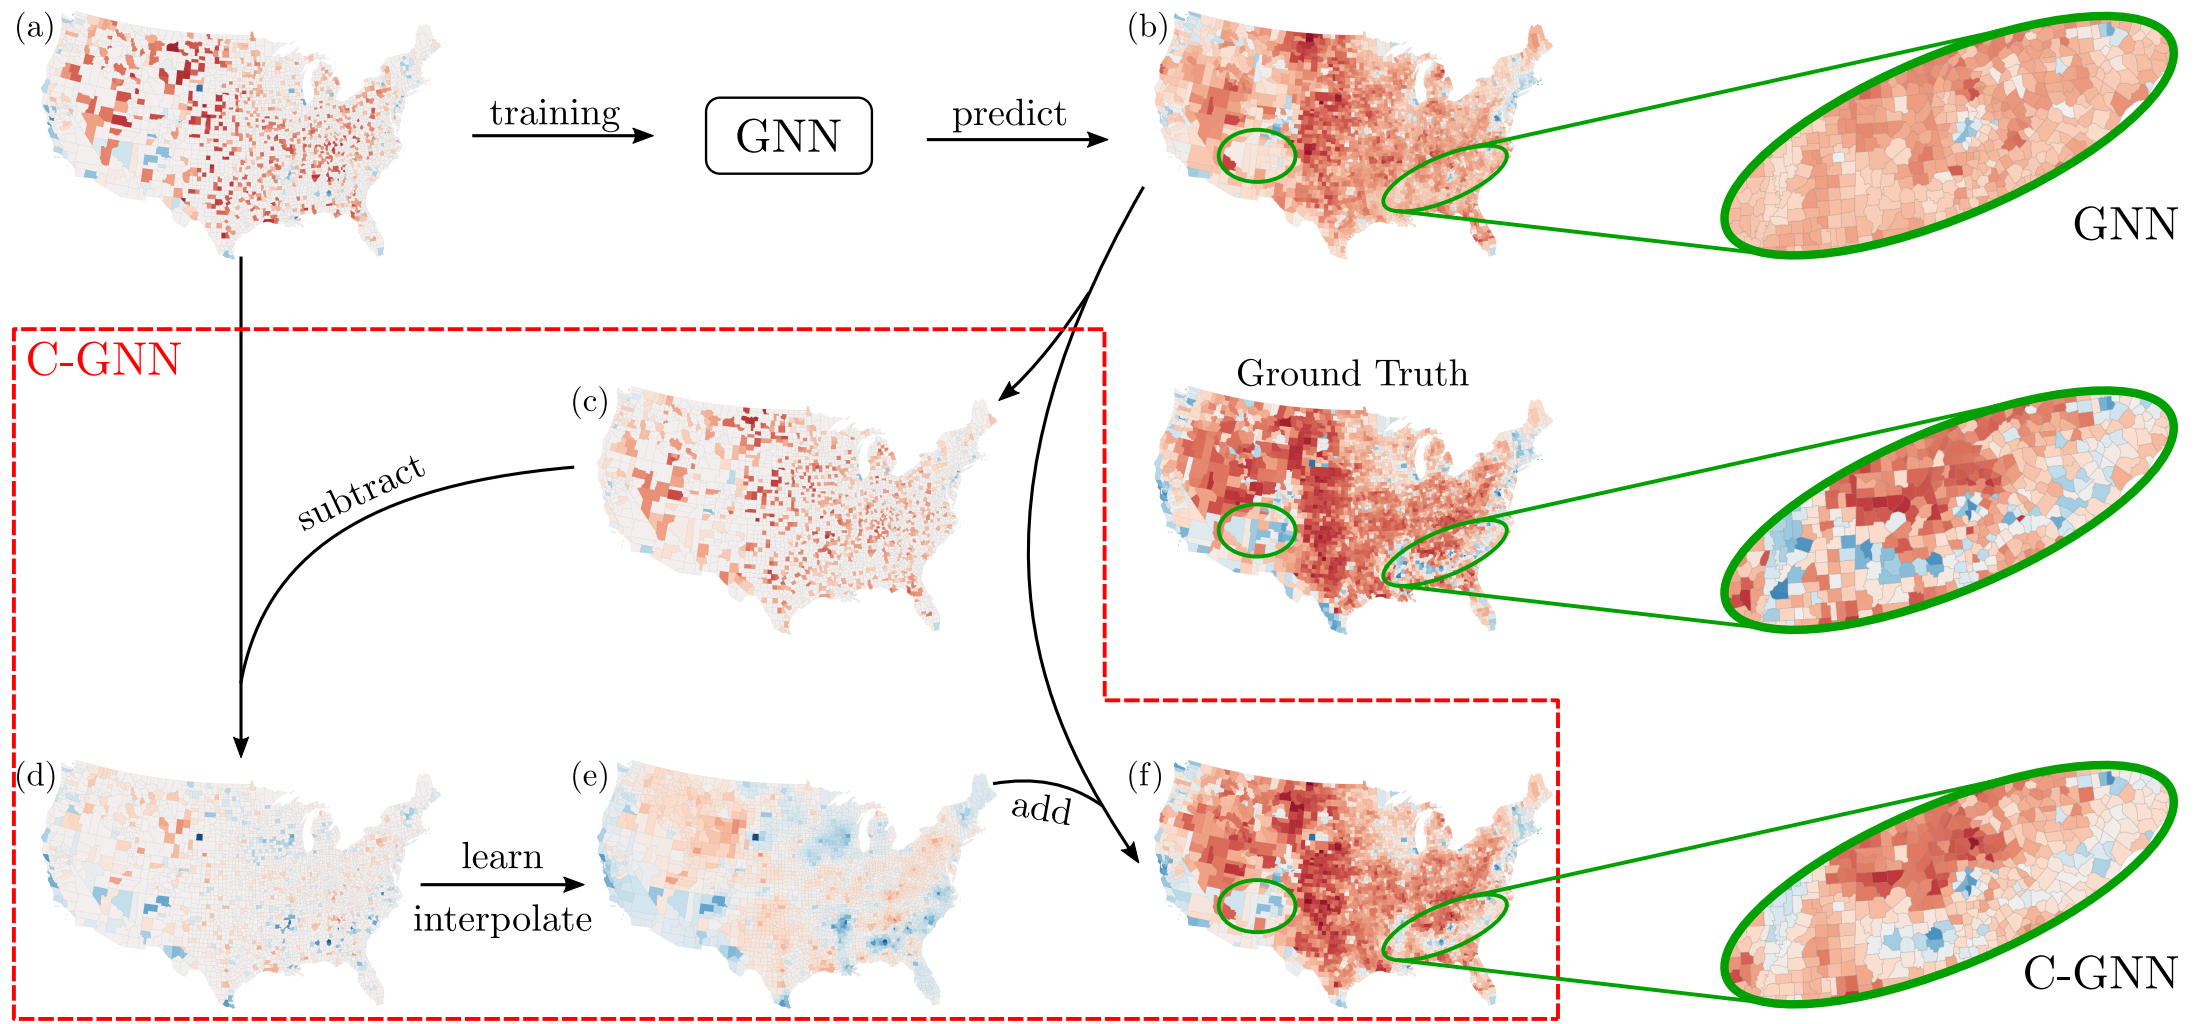 (a)
training
GNN
predict
(b)
GNN
C-GNN
(c)
subtract
Ground Truth
(d)
learn
interpolate
(e)
add
(f)
C-GNN